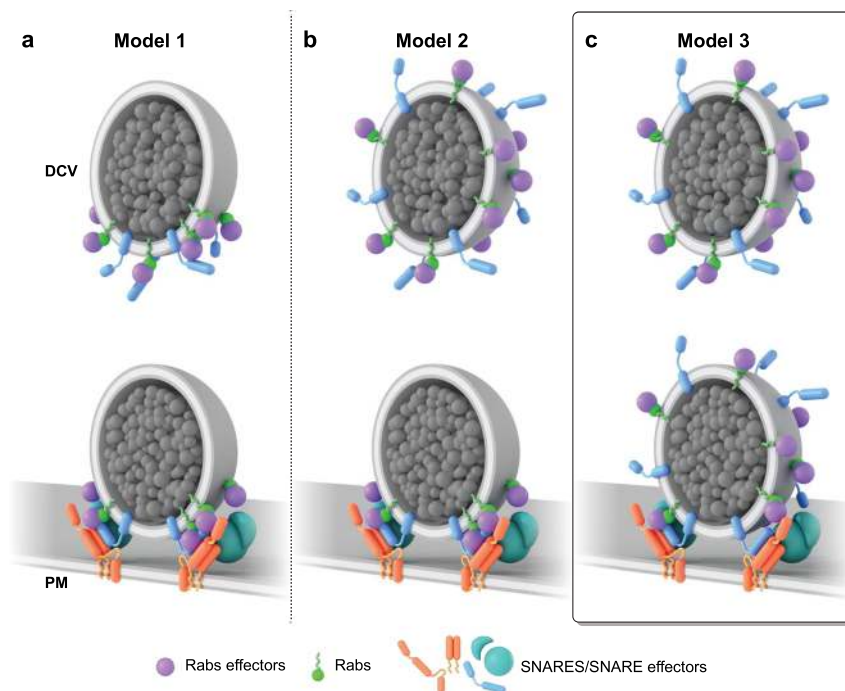 a Model 1
b Model 2
c Model 3
DCV
PM
Rabs effectors
Rabs
SNARES/SNARE effectors